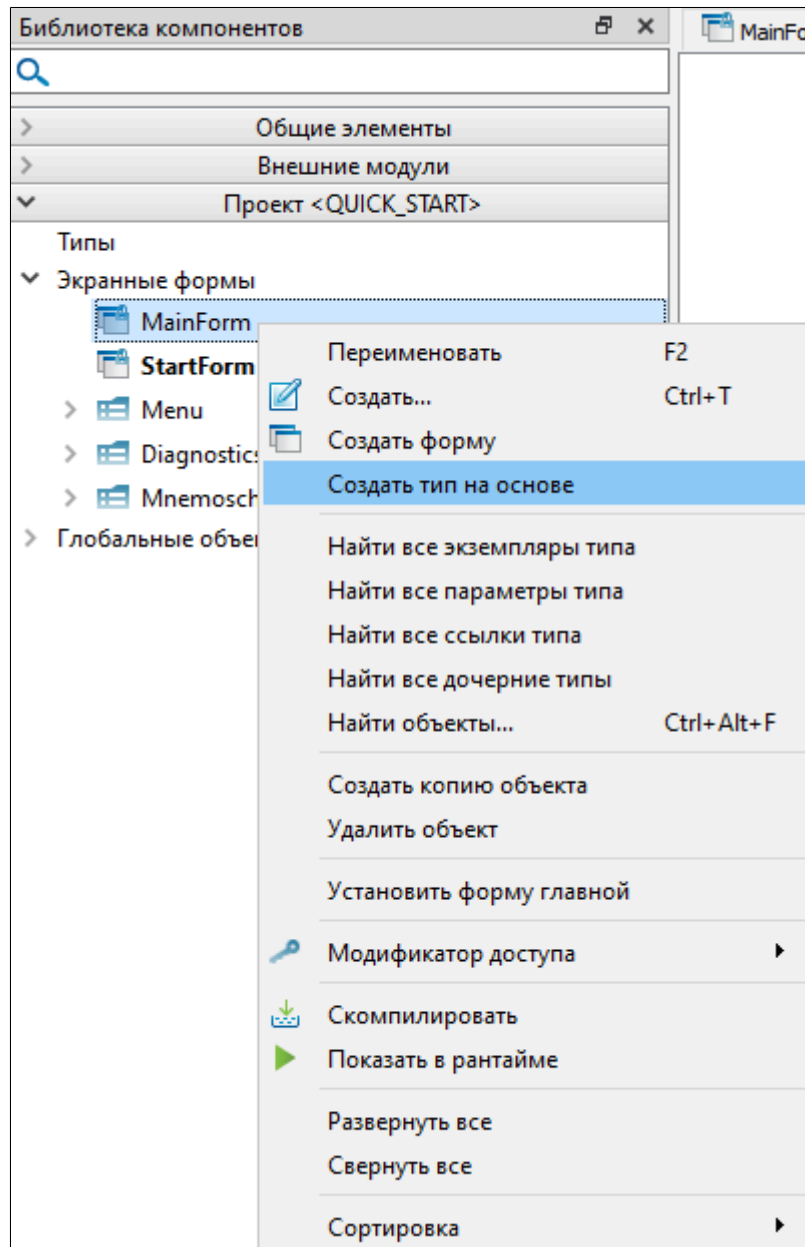 Библиотека компонентов
MainFo
Общие элементы
Внешние модули
Проект <QUICK_START>
Типы
Экранные формы
MainForm
StartForm
Menu
Diagnostics
Mnemosch
Глобальные объе
Переименовать F2
Создать... Ctrl+T
Создать форму
Создать тип на основе
Найти все экземпляры типа
Найти все параметры типа
Найти все ссылки типа
Найти все дочерние типы
Найти объекты... Ctrl+Alt+F
Создать копию объекта
Удалить объект
Установить форму главной
Модификатор доступа
Скомпилировать
Показать в рантайме
Развернуть все
Свернуть все
Сортировка